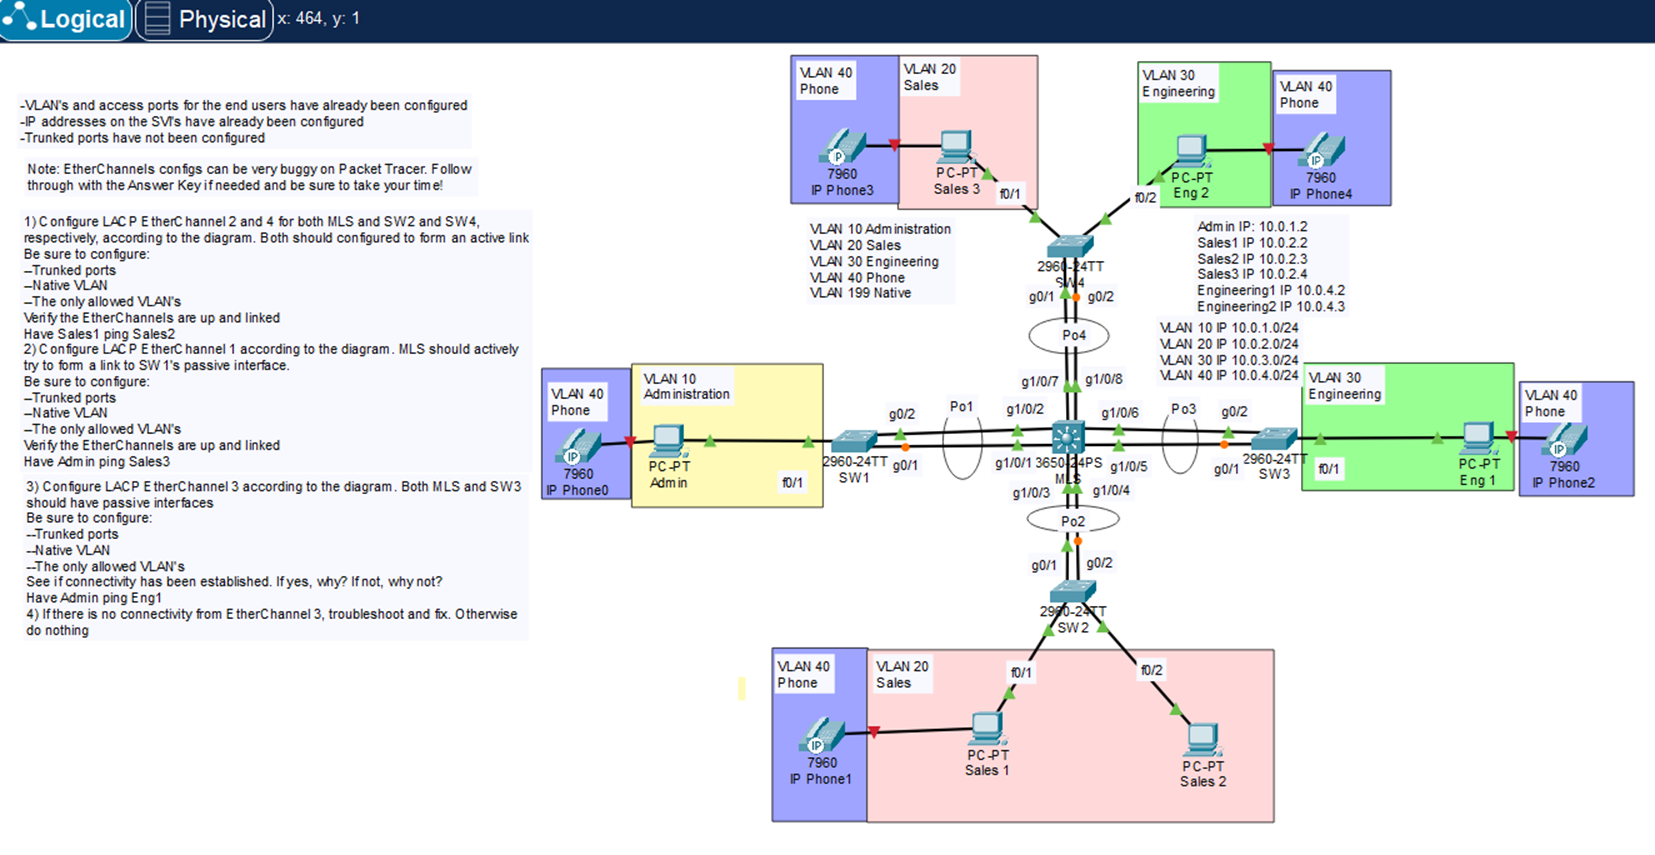 Logical
Physical
x: 464, y: 1
-VLAN's and access ports for the end users have already been configured
-IP addresses on the SVI's have already been configured
-Trunked ports have not been configured
Note: EtherChannels configs can be very buggy on Packet Tracer. Follow
through with the Answer Key if needed and be sure to take your time!
1) Configure LACP EtherChannel 2 and 4 for both MLS and SW2 and SW4,
respectively, according to the diagram. Both should configured to form an active link
Be sure to configure:
--Trunked ports
--Native VLAN
--The only allowed VLAN's
Verify the EtherChannels are up and linked
Have Sales1 ping Sales2
2) Configure LACP EtherChannel 1 according to the diagram. MLS should actively
try to form a link to SW1's passive interface.
Be sure to configure:
--Trunked ports
--Native VLAN
--The only allowed VLAN's
Verify the EtherChannels are up and linked
Have Admin ping Sales3
3) Configure LACP EtherChannel 3 according to the diagram. Both MLS and SW3
should have passive interfaces
Be sure to configure:
--Trunked ports
--Native VLAN
--The only allowed VLAN's
See if connectivity has been established. If yes, why? If not, why not?
Have Admin ping Eng1
4) If there is no connectivity from EtherChannel 3, troubleshoot and fix. Otherwise
do nothing
VLAN 40
Phone
VLAN 20
Sales
IP
7960
IP Phone3
PC-PT
Sales 3
f0/1
VLAN 30
Engineering
VLAN 40
Phone
PC-PT
Eng 2
IP
7960
IP Phone4
f0/2
VLAN 10 Administration
VLAN 20 Sales
VLAN 30 Engineering
VLAN 40 Phone
VLAN 199 Native
2960-24TT
SW4
g0/1
g0/2
Po4
g1/0/7
g1/0/8
Admin IP: 10.0.1.2
Sales1 IP 10.0.2.2
Sales2 IP 10.0.2.3
Sales3 IP 10.0.2.4
Engineering1 IP 10.0.4.2
Engineering2 IP 10.0.4.3
VLAN 10 IP 10.0.1.0/24
VLAN 20 IP 10.0.2.0/24
VLAN 30 IP 10.0.3.0/24
VLAN 40 IP 10.0.4.0/24
VLAN 40
Phone
VLAN 10
Administration
IP
7960
IP Phone0
PC-PT
Admin
f0/1
2960-24TT
SW1
g0/2
g0/1
Po1
g1/0/2
g1/0/1
3650-24PS
MLS
g1/0/6
g1/0/5
Po3
g0/2
g0/1
2960-24TT
SW3
f0/1
VLAN 30
Engineering
PC-PT
Eng 1
VLAN 40
Phone
IP
7960
IP Phone2
g1/0/3
g1/0/4
Po2
g0/1
g0/2
2960-24TT
SW2
f0/1
f0/2
VLAN 40
Phone
VLAN 20
Sales
IP
7960
IP Phone1
PC-PT
Sales 1
PC-PT
Sales 2